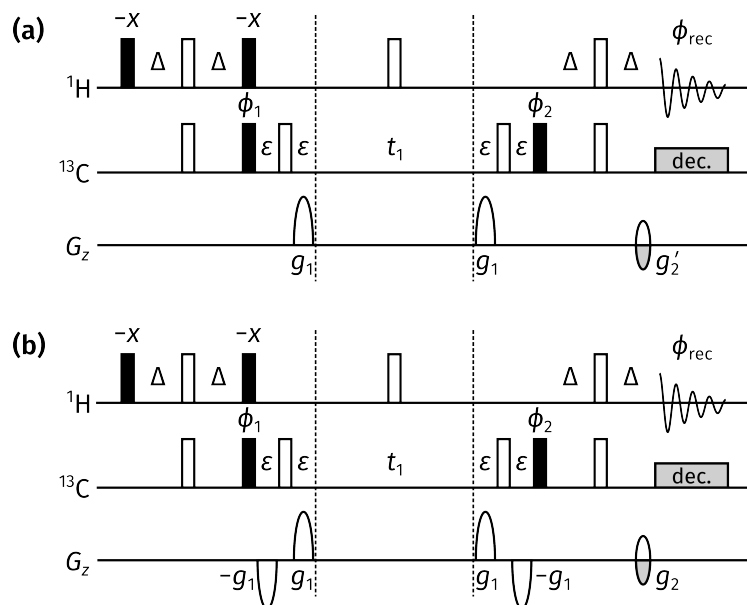 (a)
−x −x
Δ Δ Δ Δ ϕrec
¹H
ϕ₁ ϕ₂
ε ε t₁ ε ε
¹³C dec.
Gz
g₁ g₁ g₂′
(b)
−x −x
Δ Δ Δ Δ ϕrec
¹H
ϕ₁ ϕ₂
ε ε t₁ ε ε
¹³C dec.
Gz
−g₁ g₁ g₁ −g₁ g₂